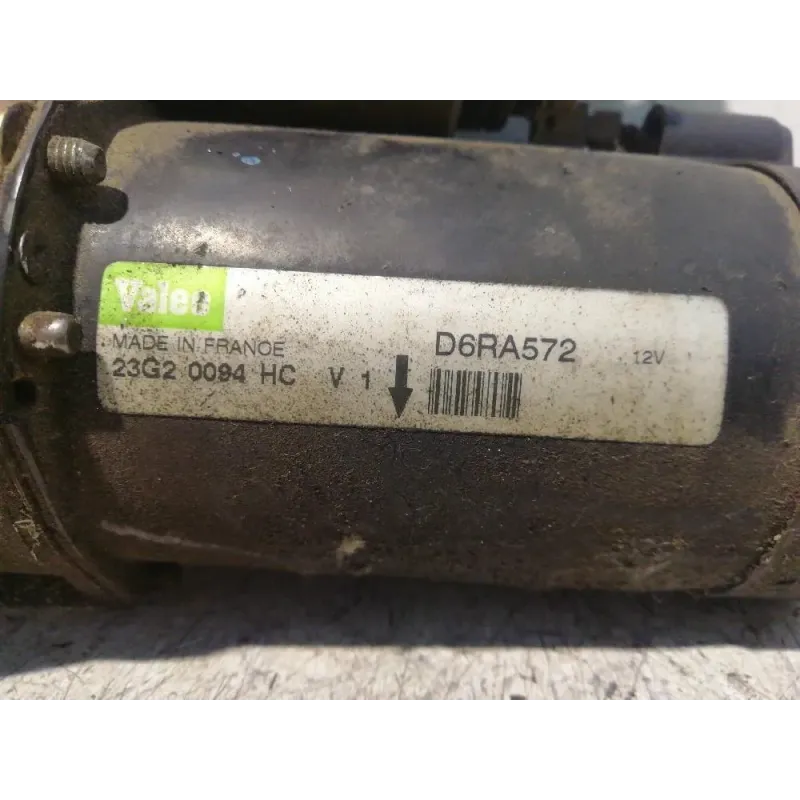 Valeo
MADE IN FRANCE
23G2 0094 HC V 1
D6RA572 12V